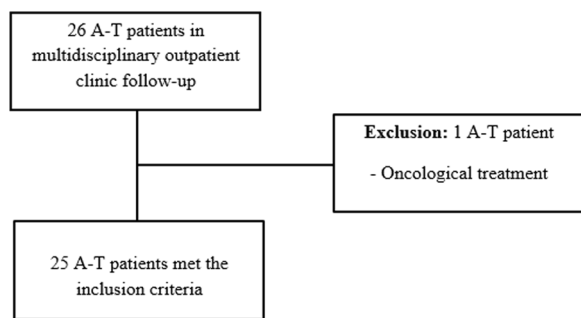 26 A-T patients in
multidisciplinary outpatient
clinic follow-up
Exclusion: 1 A-T patient
- Oncological treatment
25 A-T patients met the
inclusion criteria